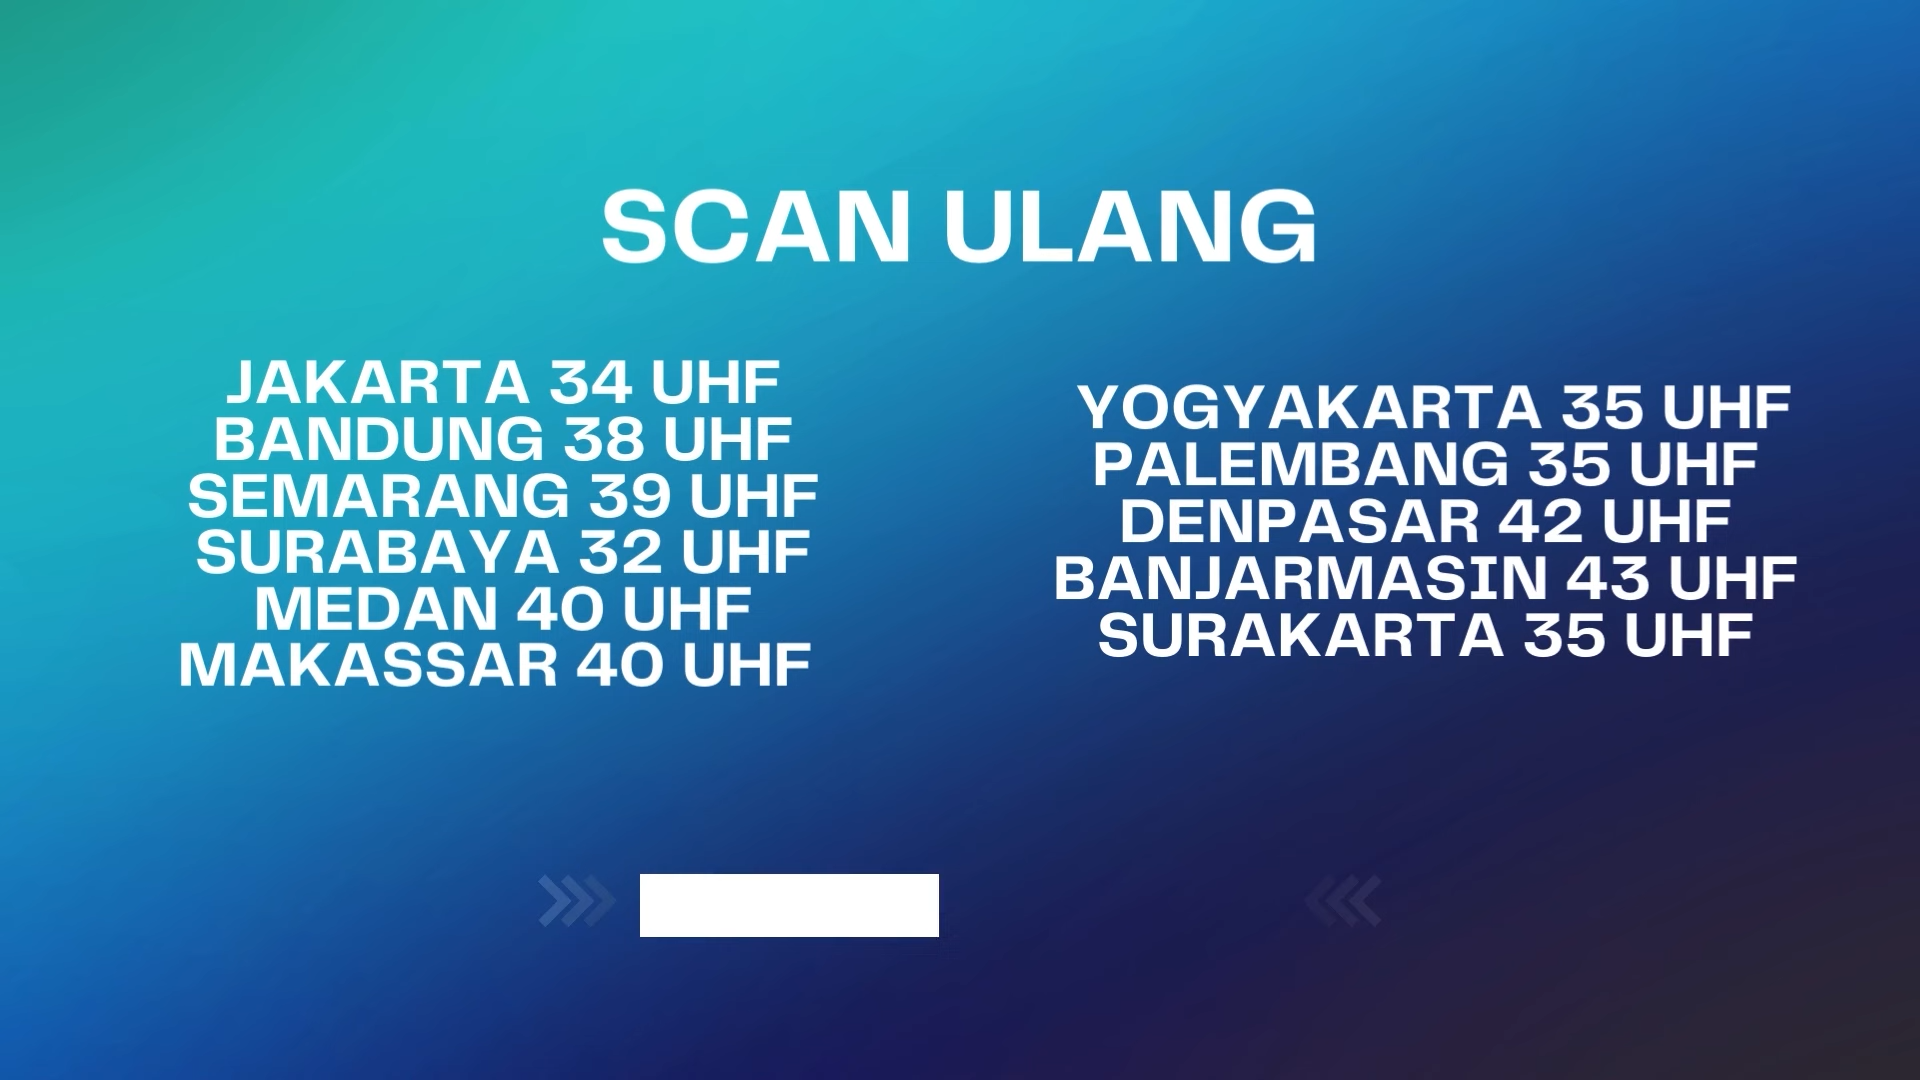 SCAN ULANG
JAKARTA 34 UHF
BANDUNG 38 UHF
SEMARANG 39 UHF
SURABAYA 32 UHF
MEDAN 40 UHF
MAKASSAR 40 UHF
YOGYAKARTA 35 UHF
PALEMBANG 35 UHF
DENPASAR 42 UHF
BANJARMASIN 43 UHF
SURAKARTA 35 UHF